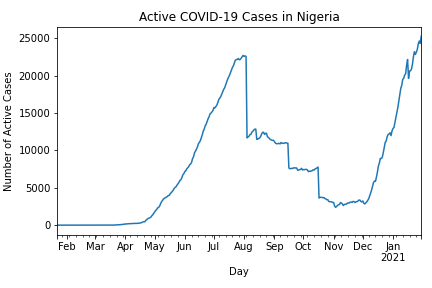 Active COVID-19 Cases in Nigeria
Number of Active Cases
25000
20000
15000
10000
5000
0
Feb Mar Apr May Jun Jul Aug Sep Oct Nov Dec Jan
2021
Day